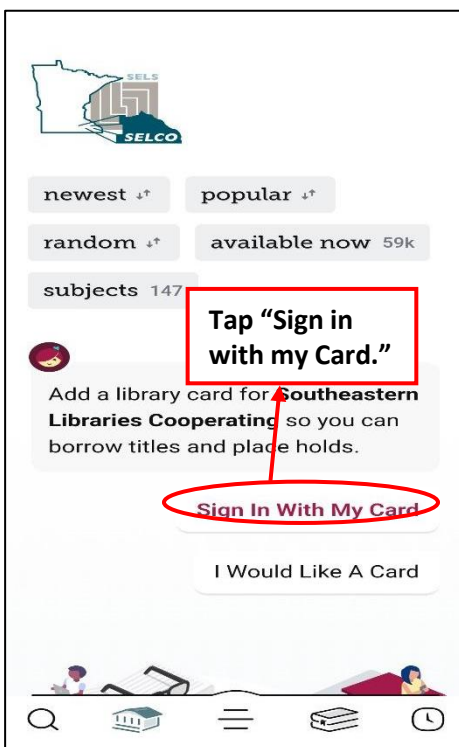 SELS
SELCO
newest
popular
random
available now 59k
subjects 147
Tap “Sign in
with my Card.”
Add a library card for Southeastern
Libraries Cooperating so you can
borrow titles and place holds.
Sign In With My Card
I Would Like A Card